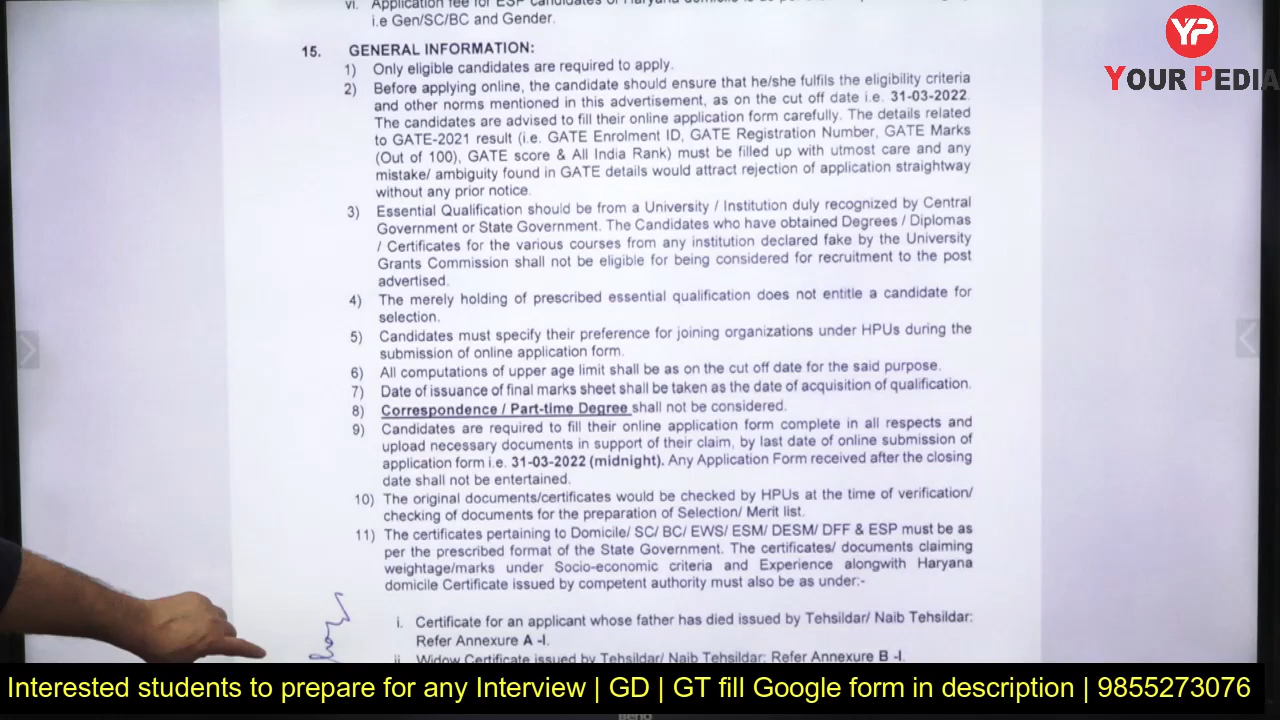 vi. Application fee for ESP candidates of Haryana domicile is as per
i.e Gen/SC/BC and Gender.
YP
YOUR PEDIA
15. GENERAL INFORMATION:
1) Only eligible candidates are required to apply.
2) Before applying online, the candidate should ensure that he/she fulfils the eligibility criteria
and other norms mentioned in this advertisement, as on the cut off date i.e. 31-03-2022.
The candidates are advised to fill their online application form carefully. The details related
to GATE-2021 result (i.e. GATE Enrolment ID, GATE Registration Number, GATE Marks
(Out of 100), GATE score & All India Rank) must be filled up with utmost care and any
mistake/ ambiguity found in GATE details would attract rejection of application straightway
without any prior notice.
3) Essential Qualification should be from a University / Institution duly recognized by Central
Government or State Government. The Candidates who have obtained Degrees / Diplomas
/ Certificates for the various courses from any institution declared fake by the University
Grants Commission shall not be eligible for being considered for recruitment to the post
advertised.
4) The merely holding of prescribed essential qualification does not entitle a candidate for
selection.
5) Candidates must specify their preference for joining organizations under HPUs during the
submission of online application form.
6) All computations of upper age limit shall be as on the cut off date for the said purpose.
7) Date of issuance of final marks sheet shall be taken as the date of acquisition of qualification.
8) Correspondence / Part-time Degree shall not be considered.
9) Candidates are required to fill their online application form complete in all respects and
upload necessary documents in support of their claim, by last date of online submission of
application form i.e. 31-03-2022 (midnight). Any Application Form received after the closing
date shall not be entertained.
10) The original documents/certificates would be checked by HPUs at the time of verification/
checking of documents for the preparation of Selection/ Merit list.
11) The certificates pertaining to Domicile/ SC/ BC/ EWS/ ESM/ DESM/ DFF & ESP must be as
per the prescribed format of the State Government. The certificates/ documents claiming
weightage/marks under Socio-economic criteria and Experience alongwith Haryana
domicile Certificate issued by competent authority must also be as under:-
i. Certificate for an applicant whose father has died issued by Tehsildar/ Naib Tehsildar:
Refer Annexure A -I.
ii. Widow Certificate issued by Tehsildar/ Naib Tehsildar: Refer Annexure B -I.
Interested students to prepare for any Interview | GD | GT fill Google form in description | 9855273076
BenQ